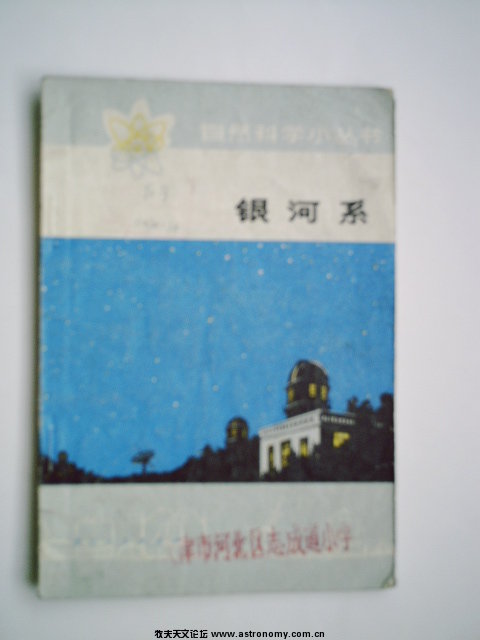 自然科学小丛书
银河系
津市河北区志成道小学
牧夫天文论坛 www.astronomy.com.cn